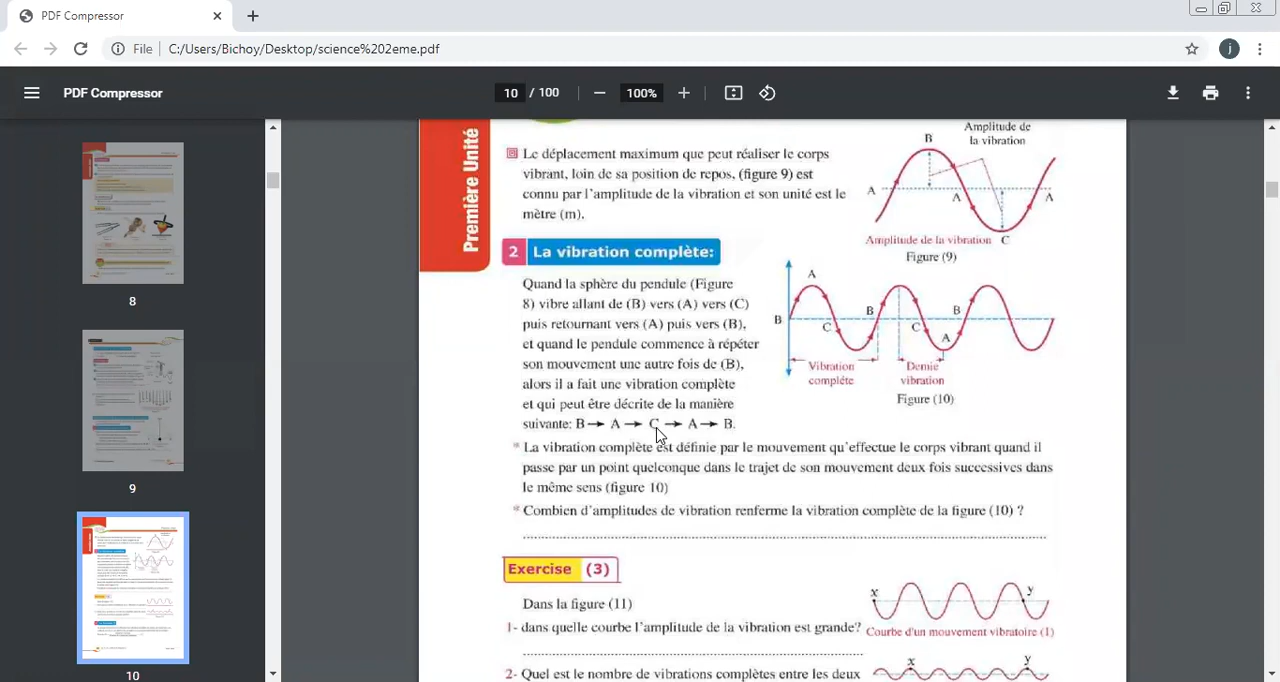 PDF Compressor
File
C:/Users/Bichoy/Desktop/science%202eme.pdf
j
PDF Compressor
10 / 100
100%
8
9
10
Première Unité
Le déplacement maximum que peut réaliser le corps
vibrant, loin de sa position de repos, (figure 9) est
connu par l'amplitude de la vibration et son unité est le
mètre (m).
Amplitude de
la vibration
B
A
A
A
C
Amplitude de la vibration
Figure (9)
2 La vibration complète:
Quand la sphère du pendule (Figure
8) vibre allant de (B) vers (A) vers (C)
puis retournant vers (A) puis vers (B),
et quand le pendule commence à répéter
son mouvement une autre fois de (B),
alors il a fait une vibration complète
et qui peut être décrite de la manière
suivante: B → A → C → A → B.
A
B
C
B
C
A
B
Vibration
complète
Demie
vibration
Figure (10)
* La vibration complète est définie par le mouvement qu'effectue le corps vibrant quand il
passe par un point quelconque dans le trajet de son mouvement deux fois successives dans
le même sens (figure 10)
* Combien d'amplitudes de vibration renferme la vibration complète de la figure (10) ?
Exercise (3)
Dans la figure (11)
1- dans la courbe l'amplitude de la vibration est grande?
x
y
Courbe d'un mouvement vibratoire (1)
2- Quel est le nombre de vibrations complètes entre les deux
x
y